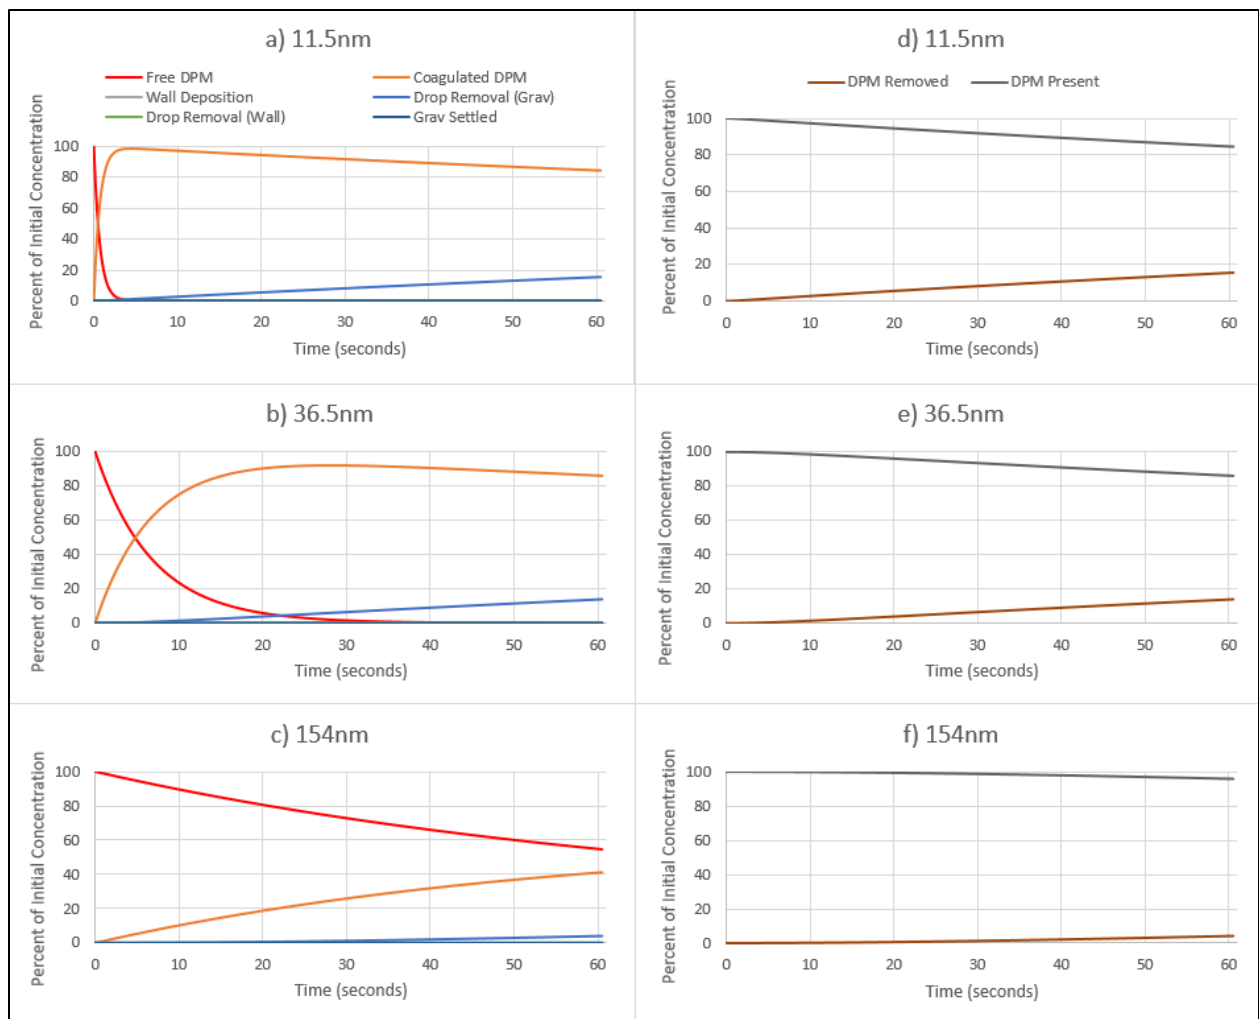 a) 11.5nm
Free DPM
Coagulated DPM
Wall Deposition
Drop Removal (Grav)
Drop Removal (Wall)
Grav Settled
Percent of Initial Concentration
100
80
60
40
20
0
0 10 20 30 40 50 60
Time (seconds)
d) 11.5nm
DPM Removed
DPM Present
Percent of Initial Concentration
100
80
60
40
20
0
0 10 20 30 40 50 60
Time (seconds)
b) 36.5nm
Percent of Initial Concentration
100
80
60
40
20
0
0 10 20 30 40 50 60
Time (seconds)
e) 36.5nm
Percent of Initial Concentration
100
80
60
40
20
0
0 10 20 30 40 50 60
Time (seconds)
c) 154nm
Percent of Initial Concentration
100
80
60
40
20
0
0 10 20 30 40 50 60
Time (seconds)
f) 154nm
Percent of Initial Concentration
100
80
60
40
20
0
0 10 20 30 40 50 60
Time (seconds)